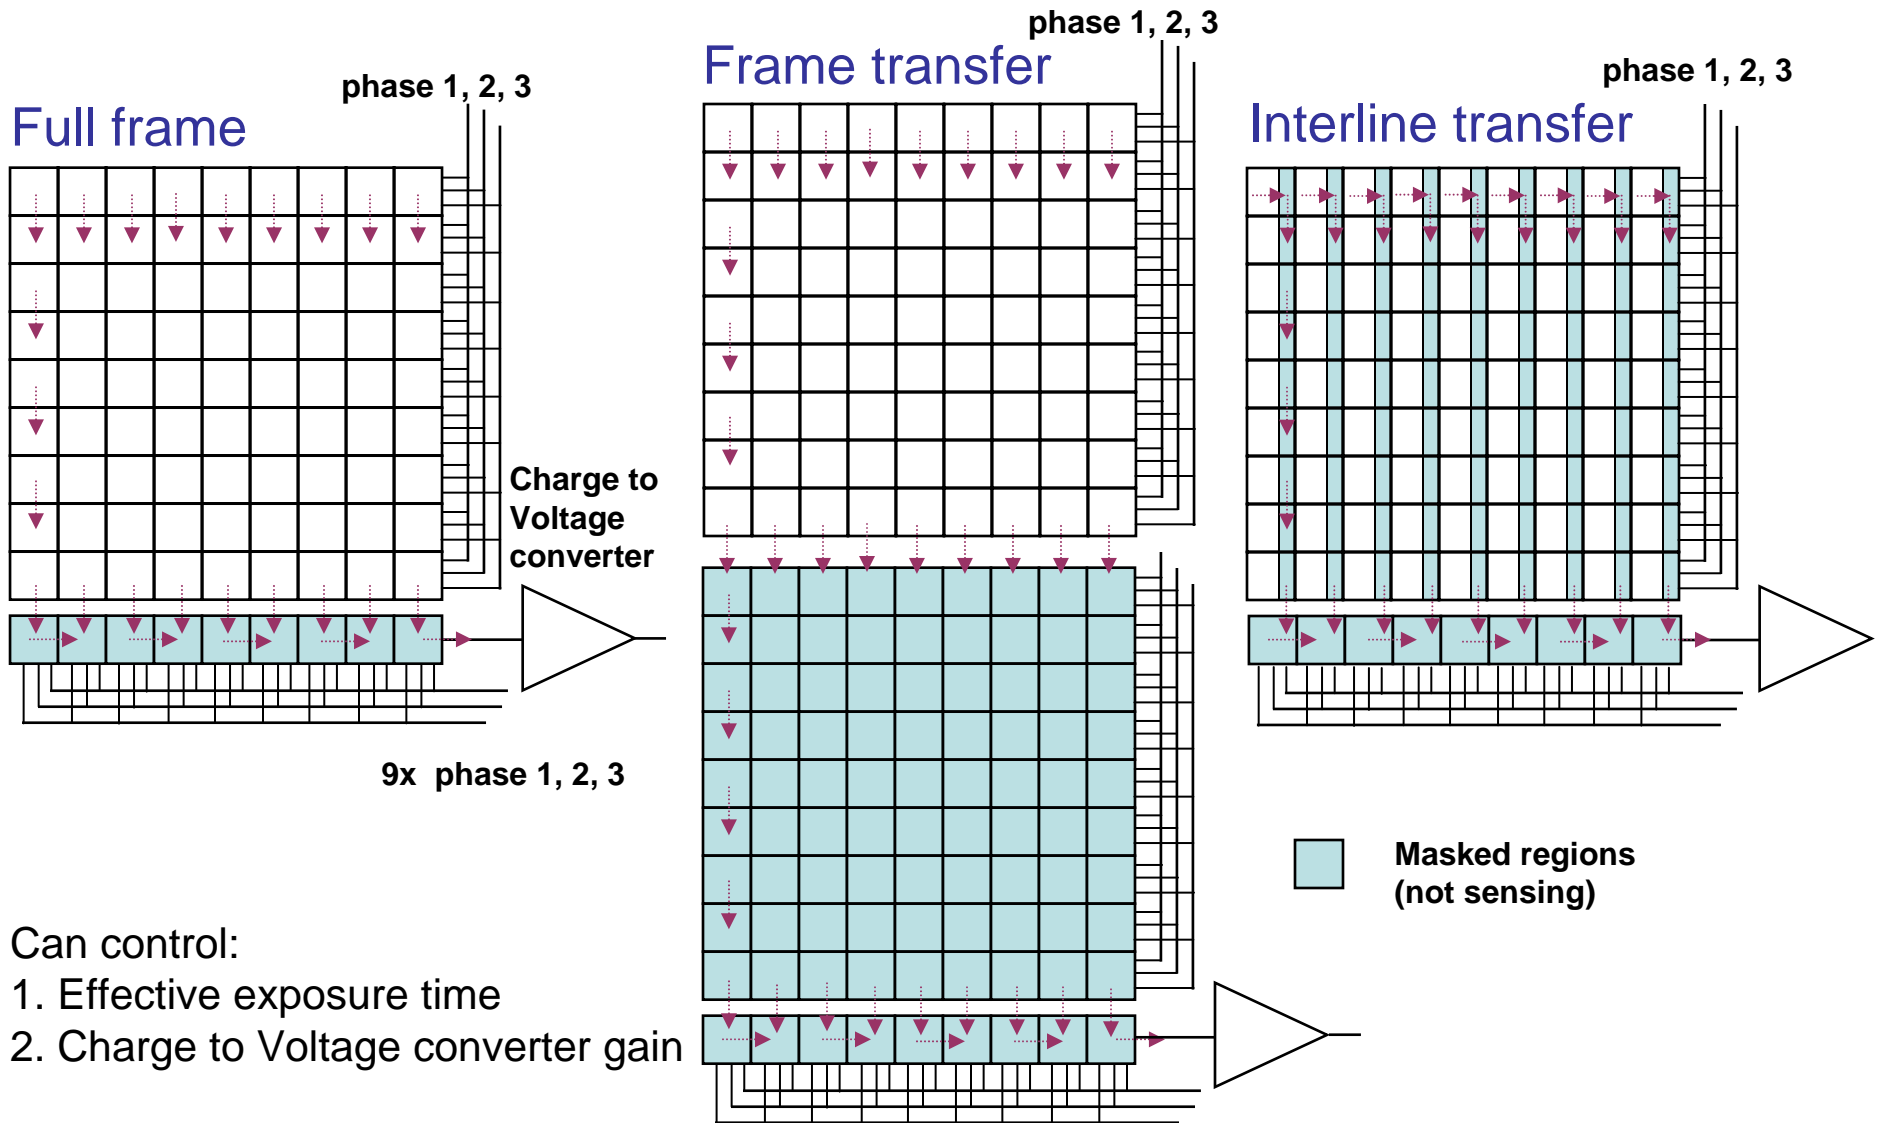 Full frame
phase 1, 2, 3
Frame transfer
phase 1, 2, 3
Interline transfer
phase 1, 2, 3
Charge to
Voltage
converter
9x phase 1, 2, 3
Masked regions
(not sensing)
Can control:
1. Effective exposure time
2. Charge to Voltage converter gain